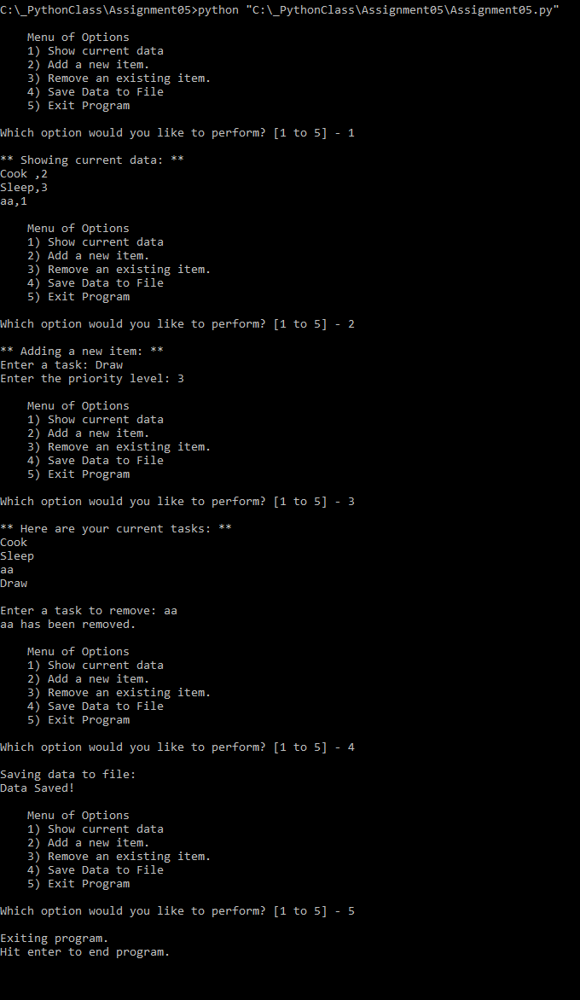 C:\_PythonClass\Assignment05>python "C:\_PythonClass\Assignment05\Assignment05.py"
Menu of Options
1) Show current data
2) Add a new item.
3) Remove an existing item.
4) Save Data to File
5) Exit Program
Which option would you like to perform? [1 to 5] - 1
** Showing current data: **
Cook ,2
Sleep,3
aa,1
Menu of Options
1) Show current data
2) Add a new item.
3) Remove an existing item.
4) Save Data to File
5) Exit Program
Which option would you like to perform? [1 to 5] - 2
** Adding a new item: **
Enter a task: Draw
Enter the priority level: 3
Menu of Options
1) Show current data
2) Add a new item.
3) Remove an existing item.
4) Save Data to File
5) Exit Program
Which option would you like to perform? [1 to 5] - 3
** Here are your current tasks: **
Cook
Sleep
aa
Draw
Enter a task to remove: aa
aa has been removed.
Menu of Options
1) Show current data
2) Add a new item.
3) Remove an existing item.
4) Save Data to File
5) Exit Program
Which option would you like to perform? [1 to 5] - 4
Saving data to file:
Data Saved!
Menu of Options
1) Show current data
2) Add a new item.
3) Remove an existing item.
4) Save Data to File
5) Exit Program
Which option would you like to perform? [1 to 5] - 5
Exiting program.
Hit enter to end program.